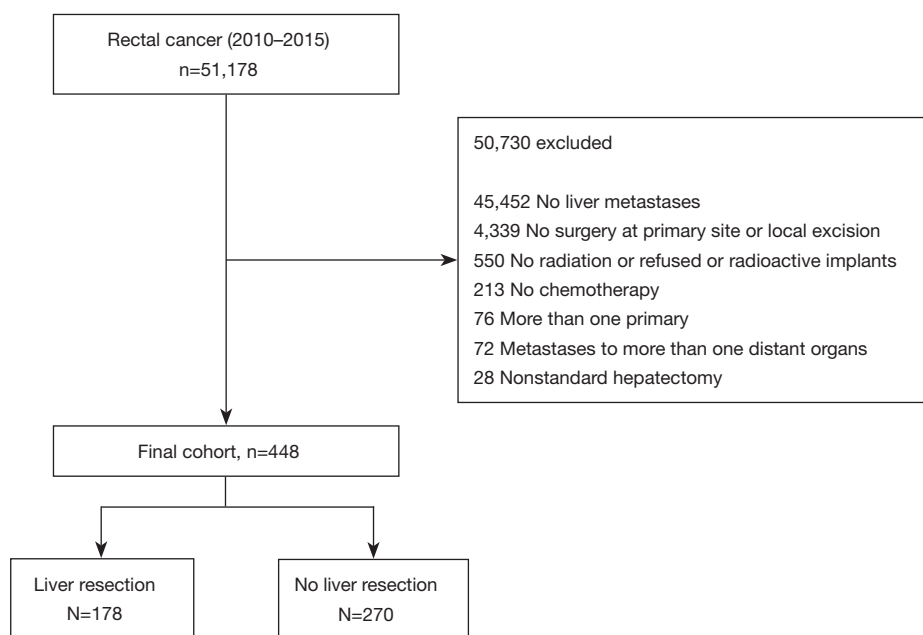 Rectal cancer (2010–2015)
n=51,178
50,730 excluded
45,452 No liver metastases
4,339 No surgery at primary site or local excision
550 No radiation or refused or radioactive implants
213 No chemotherapy
76 More than one primary
72 Metastases to more than one distant organs
28 Nonstandard hepatectomy
Final cohort, n=448
Liver resection
N=178
No liver resection
N=270